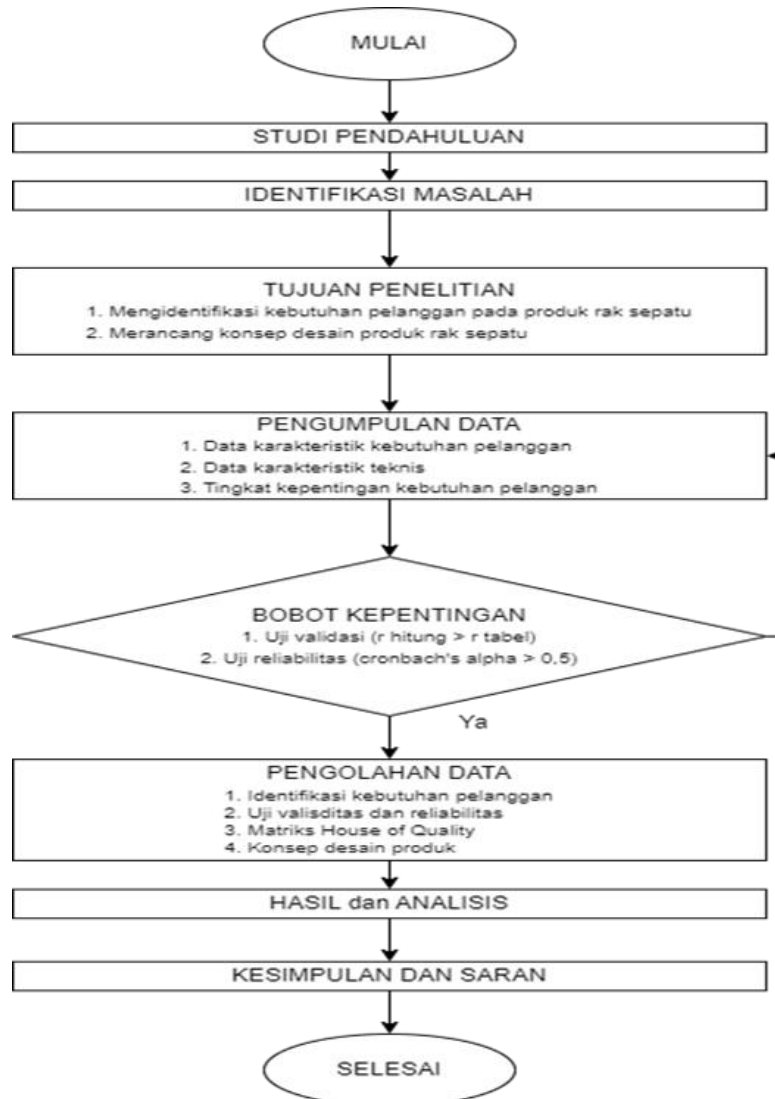 MULAI
STUDI PENDAHULUAN
IDENTIFIKASI MASALAH
TUJUAN PENELITIAN
1. Mengidentifikasi kebutuhan pelanggan pada produk rak sepatu
2. Merancang konsep desain produk rak sepatu
PENGUMPULAN DATA
1. Data karakteristik kebutuhan pelanggan
2. Data karakteristik teknis
3. Tingkat kepentingan kebutuhan pelanggan
BOBOT KEPENTINGAN
1. Uji validasi (r hitung > r tabel)
2. Uji reliabilitas (cronbach's alpha > 0,5)
Ya
PENGOLAHAN DATA
1. Identifikasi kebutuhan pelanggan
2. Uji valisditas dan reliabilitas
3. Matriks House of Quality
4. Konsep desain produk
HASIL dan ANALISIS
KESIMPULAN DAN SARAN
SELESAI